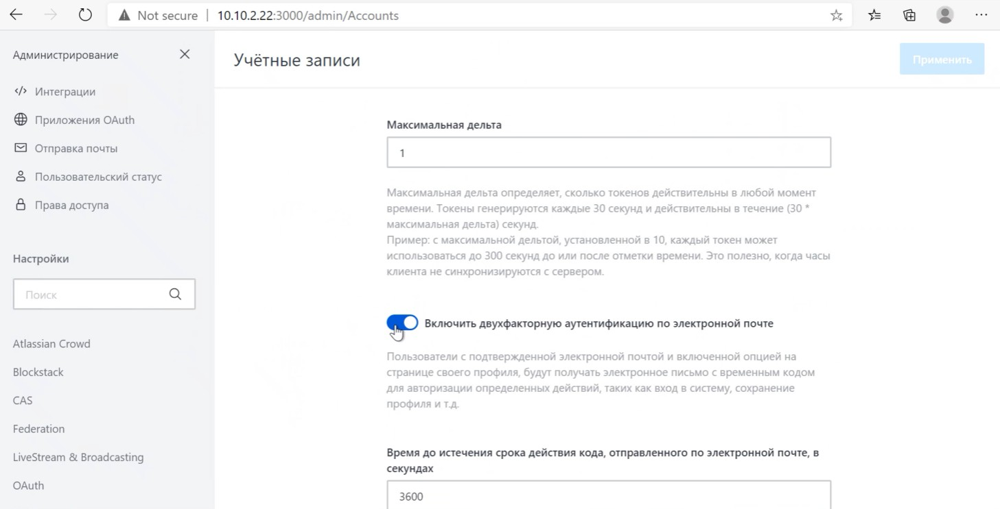 Not secure
10.10.2.22:3000/admin/Accounts
Администрирование
Интеграции
Приложения OAuth
Отправка почты
Пользовательский статус
Права доступа
Настройки
Поиск
Atlassian Crowd
Blockstack
CAS
Federation
LiveStream & Broadcasting
OAuth
Учётные записи
Применить
Максимальная дельта
1
Максимальная дельта определяет, сколько токенов действительны в любой момент
времени. Токены генерируются каждые 30 секунд и действительны в течение (30 *
максимальная дельта) секунд.
Пример: с максимальной дельтой, установленной в 10, каждый токен может
использоваться до 300 секунд до или после отметки времени. Это полезно, когда часы
клиента не синхронизируются с сервером.
Включить двухфакторную аутентификацию по электронной почте
Пользователи с подтвержденной электронной почтой и включенной опцией на
странице своего профиля, будут получать электронное письмо с временным кодом
для авторизации определенных действий, таких как вход в систему, сохранение
профиля и т.д.
Время до истечения срока действия кода, отправленного по электронной почте, в
секундах
3600